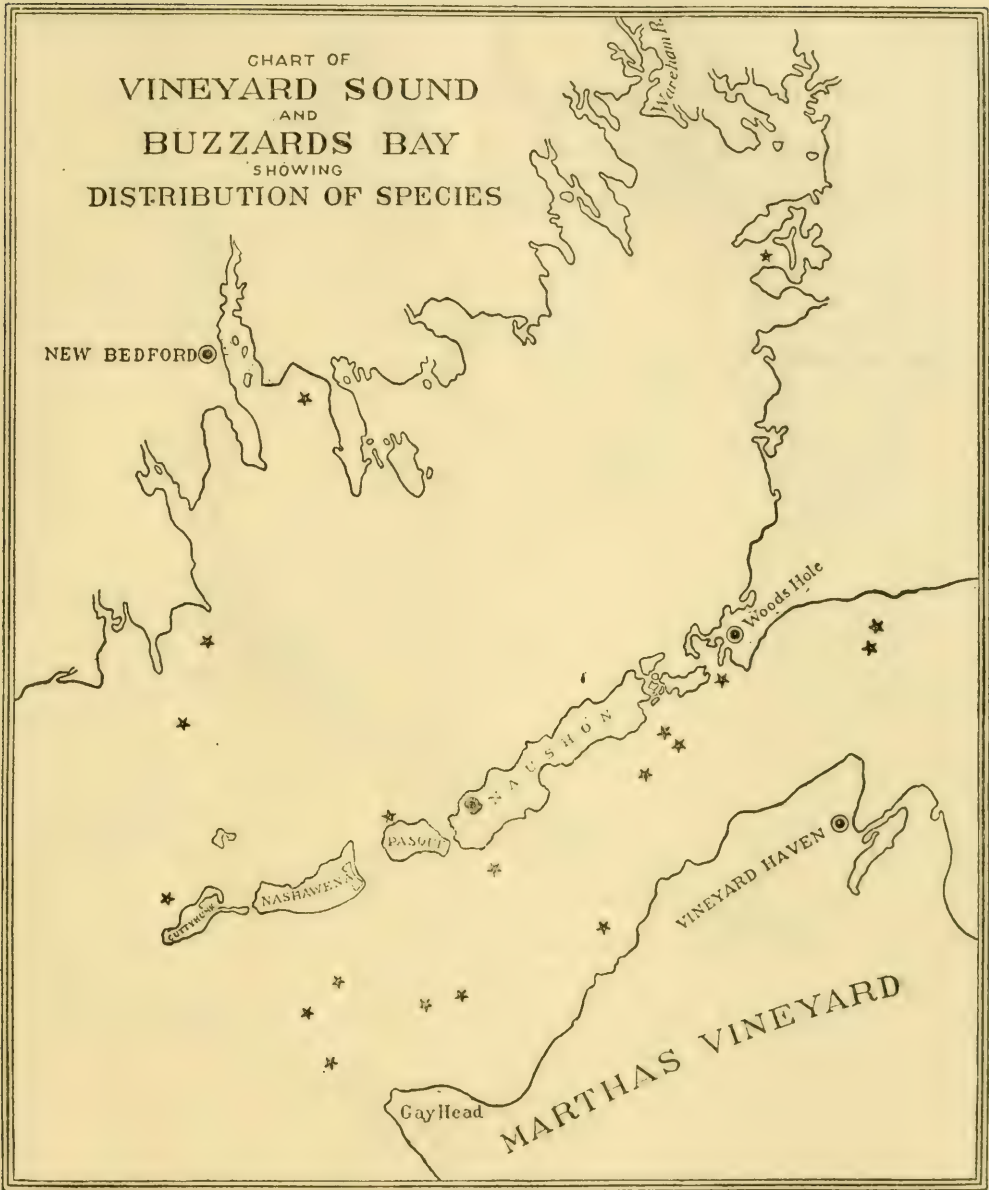 CHART OF
VINEYARD SOUND
AND
BUZZARDS BAY
SHOWING
DISTRIBUTION OF SPECIES
Wareham R.
NEW BEDFORD
Woods Hole
NAUSHON
PASQUE
NASHAWENA
CUTTYHUNK
VINEYARD HAVEN
MARTHAS VINEYARD
Gay Head